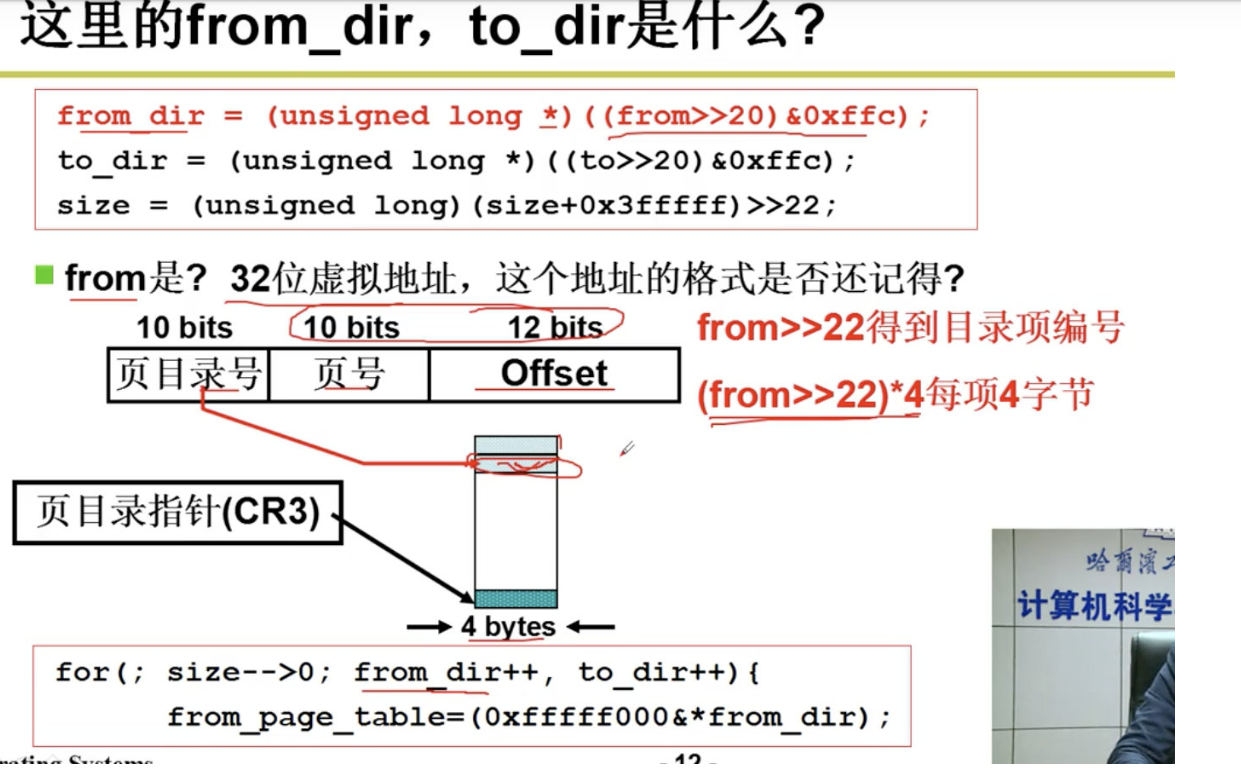 这里的from_dir，to_dir是什么？
from_dir = (unsigned long *)((from>>20)&0xffc);
to_dir = (unsigned long *)((to>>20)&0xffc);
size = (unsigned long)(size+0x3fffff)>>22;
from是? 32位虚拟地址，这个地址的格式是否还记得?
10 bits 10 bits 12 bits
from>>22得到目录项编号
页目录号 页号 Offset
(from>>22)*4每项4字节
页目录指针(CR3)
4 bytes
哈爾濱
计算机科学
for(; size-->0; from_dir++, to_dir++){
from_page_table=(0xfffff000&*from_dir);
rating Systems
- 12 -